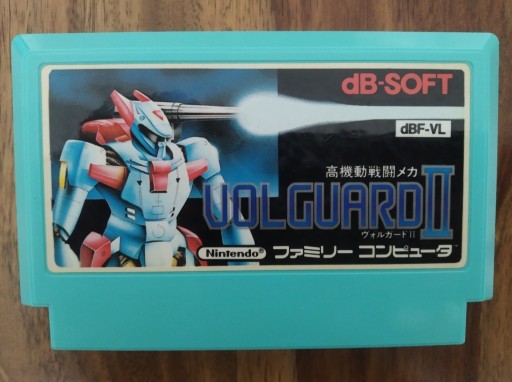 dB-SOFT
dBF-VL
高機動戦闘メカ
VOLGUARD II
ヴォルガードII
Nintendo ファミリー コンピュータ